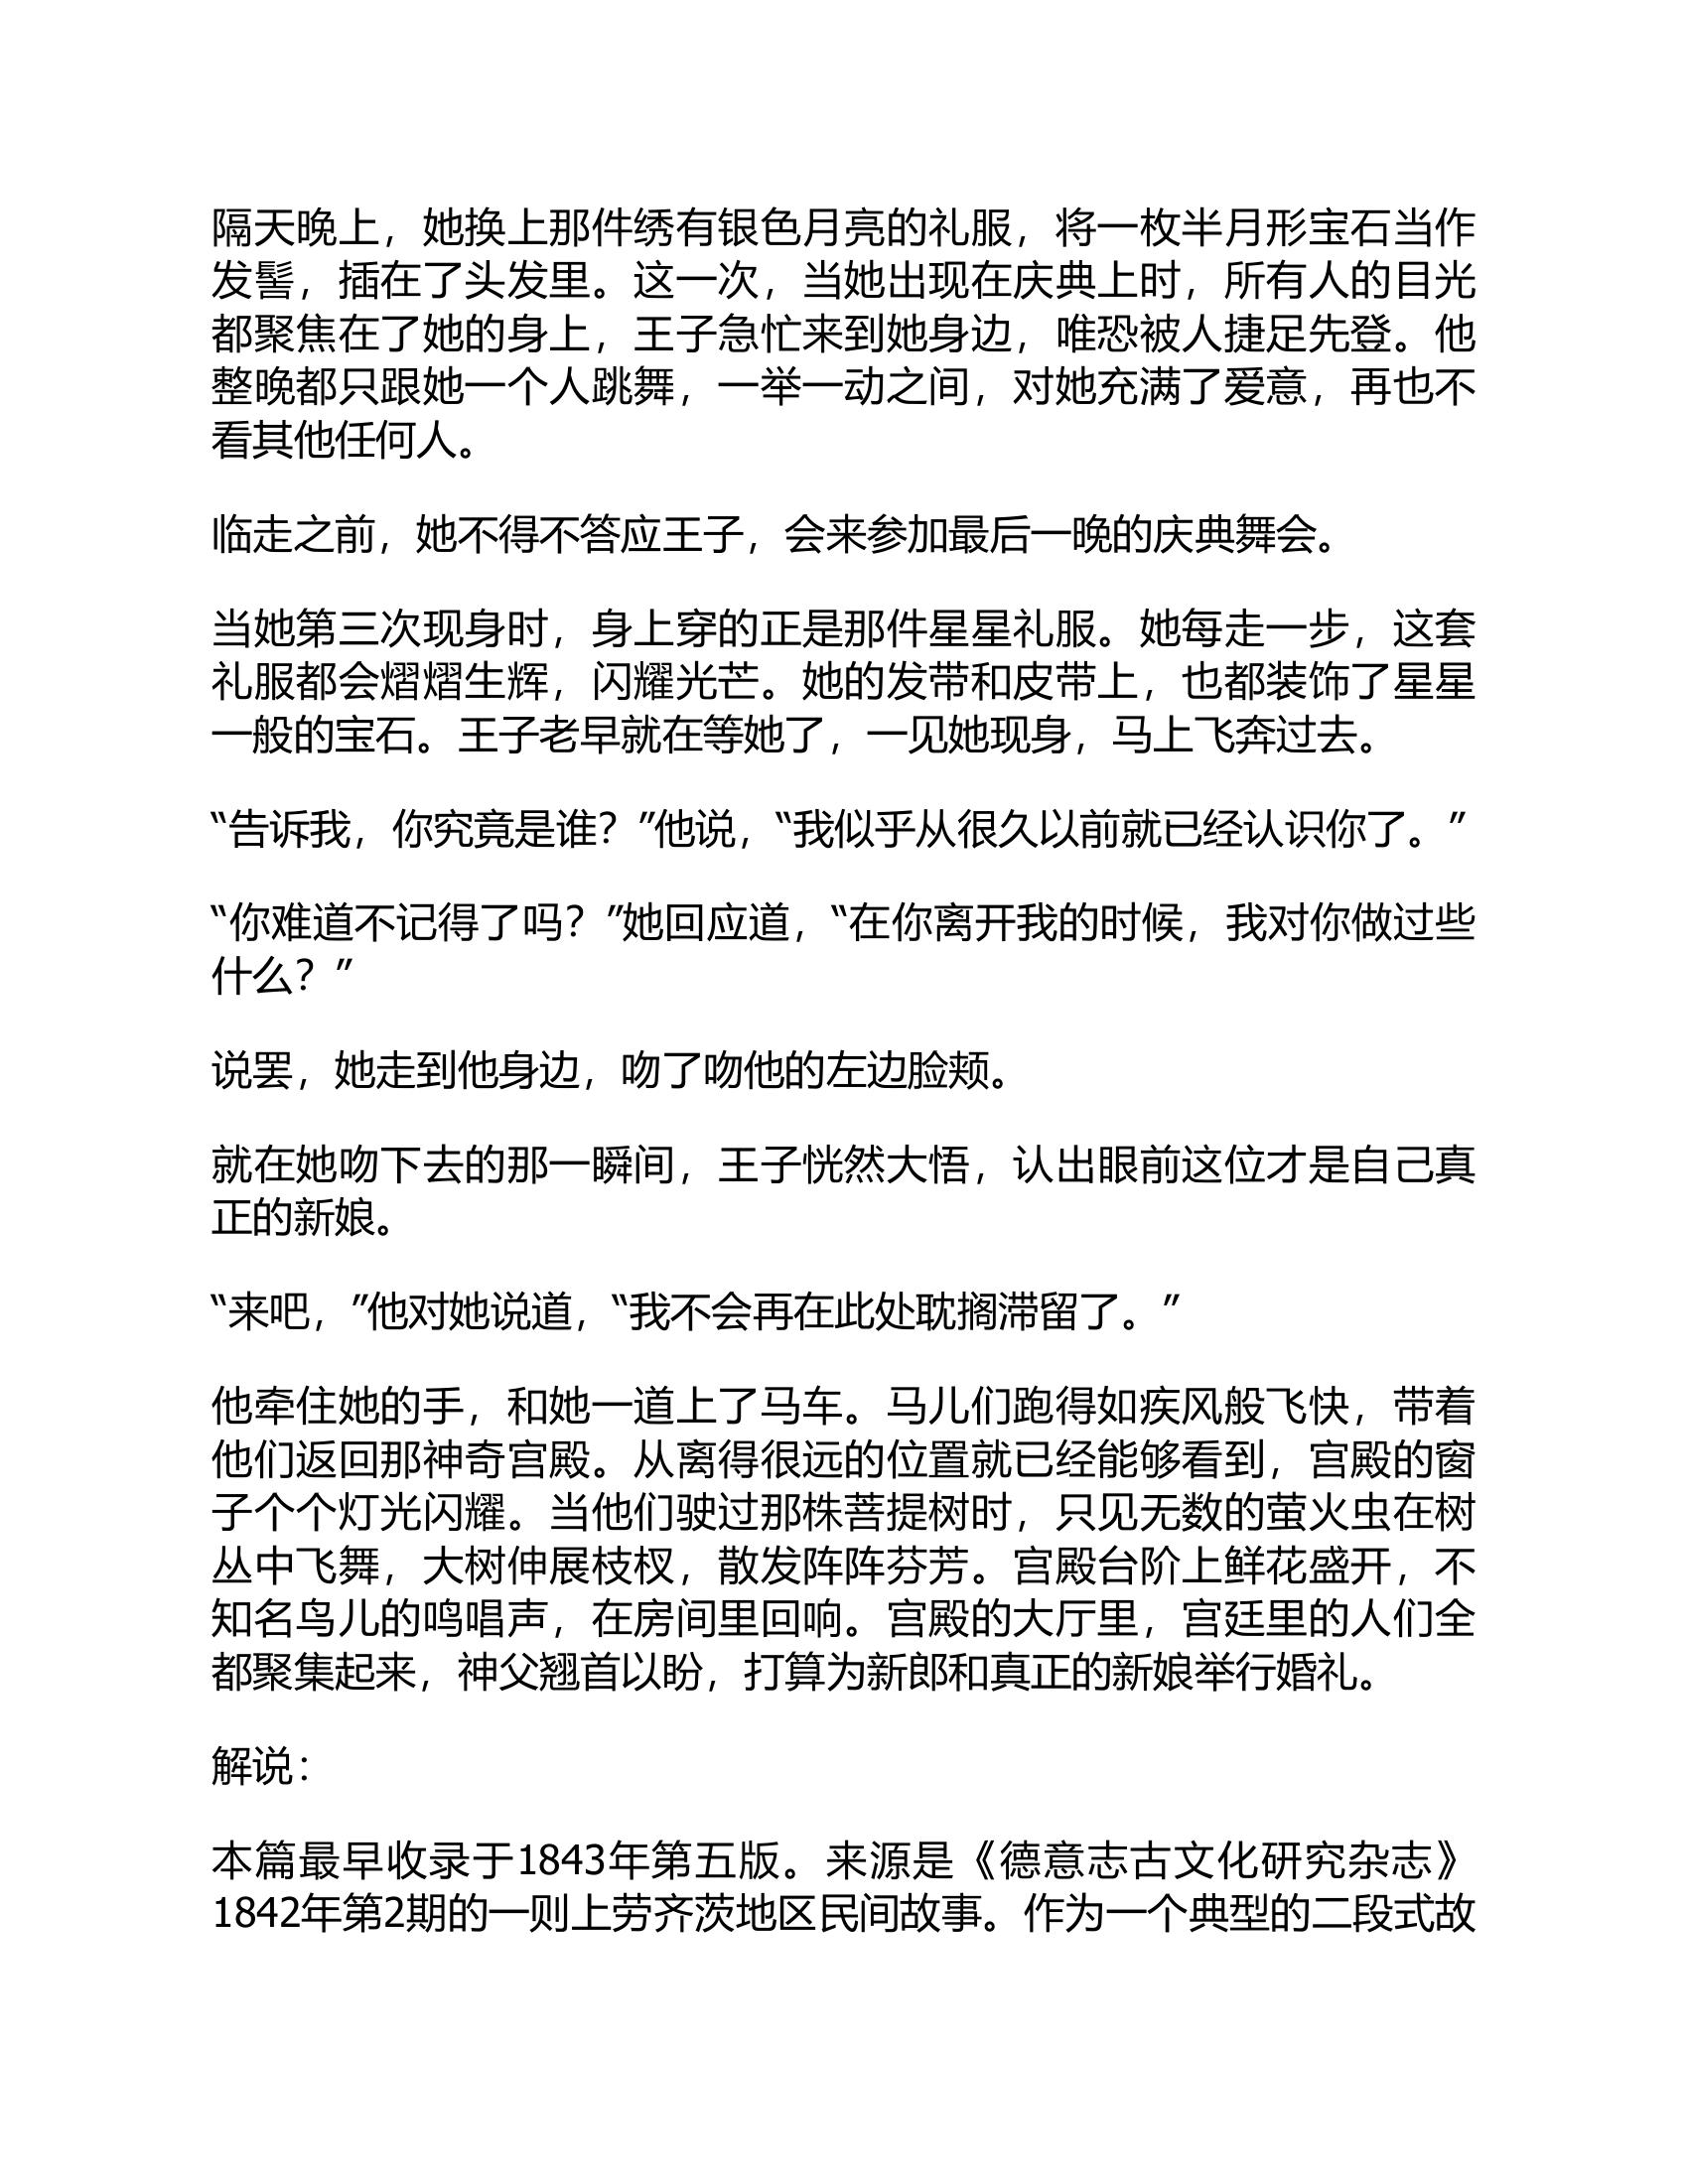 隔天晚上，她换上那件绣有银色月亮的礼服，将一枚半月形宝石当作
发髻，插在了头发里。这一次，当她出现在庆典上时，所有人的目光
都聚焦在了她的身上，王子急忙来到她身边，唯恐被人捷足先登。他
整晚都只跟她一个人跳舞，一举一动之间，对她充满了爱意，再也不
看其他任何人。
临走之前，她不得不答应王子，会来参加最后一晚的庆典舞会。
当她第三次现身时，身上穿的正是那件星星礼服。她每走一步，这套
礼服都会熠熠生辉，闪耀光芒。她的发带和皮带上，也都装饰了星星
一般的宝石。王子老早就在等她了，一见她现身，马上飞奔过去。
“告诉我，你究竟是谁？”他说，“我似乎从很久以前就已经认识你了。”
“你难道不记得了吗？”她回应道，“在你离开我的时候，我对你做过些
什么？”
说罢，她走到他身边，吻了吻他的左边脸颊。
就在她吻下去的那一瞬间，王子恍然大悟，认出眼前这位才是自己真
正的新娘。
“来吧，”他对她说道，“我不会再在此处耽搁滞留了。”
他牵住她的手，和她一道上了马车。马儿们跑得如疾风般飞快，带着
他们返回那神奇宫殿。从离得很远的位置就已经能够看到，宫殿的窗
子个个灯光闪耀。当他们驶过那株菩提树时，只见无数的萤火虫在树
丛中飞舞，大树伸展枝杈，散发阵阵芬芳。宫殿台阶上鲜花盛开，不
知名鸟儿的鸣唱声，在房间里回响。宫殿的大厅里，宫廷里的人们全
都聚集起来，神父翘首以盼，打算为新郎和真正的新娘举行婚礼。
解说：
本篇最早收录于1843年第五版。来源是《德意志古文化研究杂志》
1842年第2期的一则上劳齐茨地区民间故事。作为一个典型的二段式故